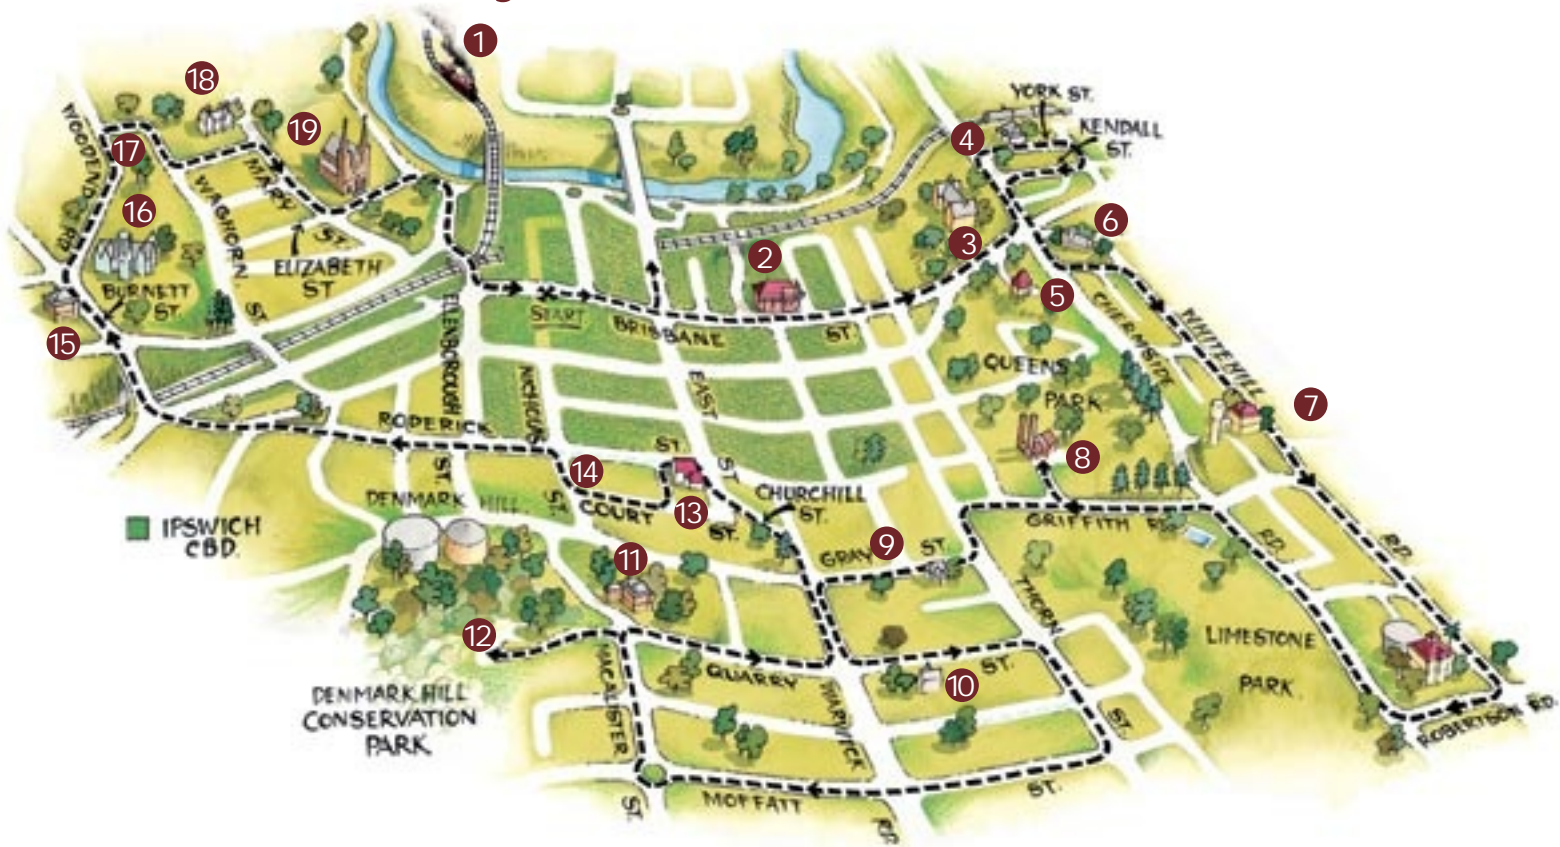 1
18
YORK ST.
19
4
KENDALL ST.
17
WOODEND RD
MARY ST.
16
WAGHORN ST.
6
3
2
ELIZABETH ST
BURNETT ST.
5
START
15
BRISBANE ST.
CHERMSIDE RD.
WHITEHILL RD.
ELLENBOROUGH ST.
QUEENS PARK
NICHOLAS ST.
EAST ST
7
RODERICK ST.
8
14
DENMARK HILL
CHURCHILL ST.
13
COURT ST.
GRIFFITH RD.
IPSWICH
CBD.
9
GRAY ST.
11
THORN ST.
12
LIMESTONE
PARK
QUARRY ST.
10
DENMARK HILL
CONSERVATION
PARK
MACALISTER ST.
WARWICK RD.
ROBERTSON RD.
MOFFATT ST.